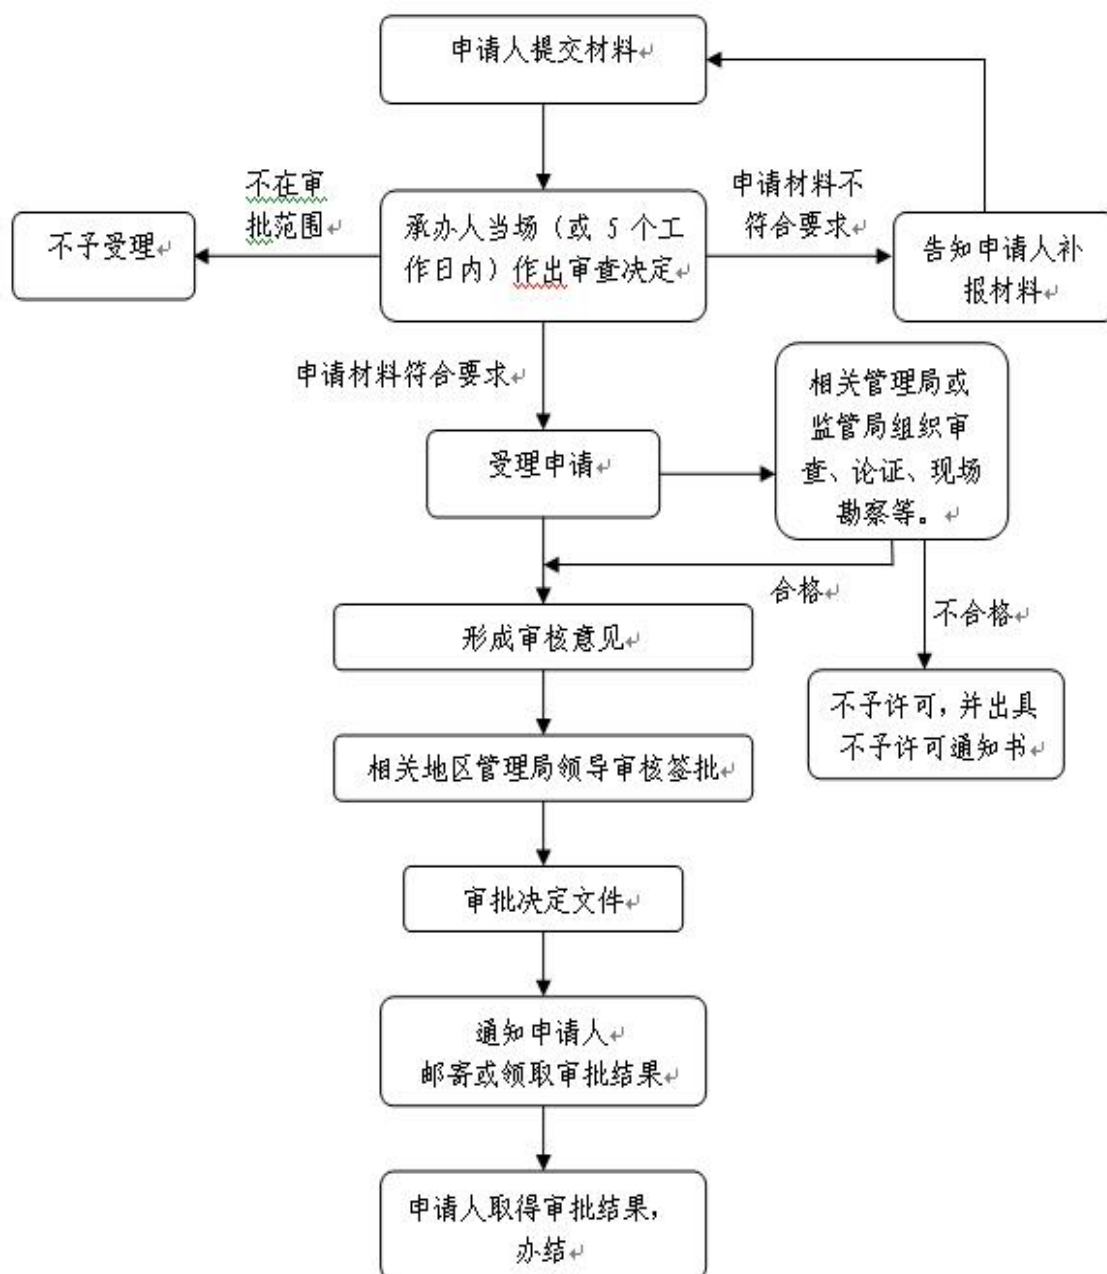 申请人提交材料
不在审
批范围
申请材料不
符合要求
不予受理
承办人当场（或 5 个工
作日内）作出审查决定
告知申请人补
报材料
申请材料符合要求
相关管理局或
监管局组织审
查、论证、现场
勘察等。
受理申请
合格
不合格
形成审核意见
不予许可，并出具
不予许可通知书
相关地区管理局领导审核签批
审批决定文件
通知申请人
邮寄或领取审批结果
申请人取得审批结果，
办结